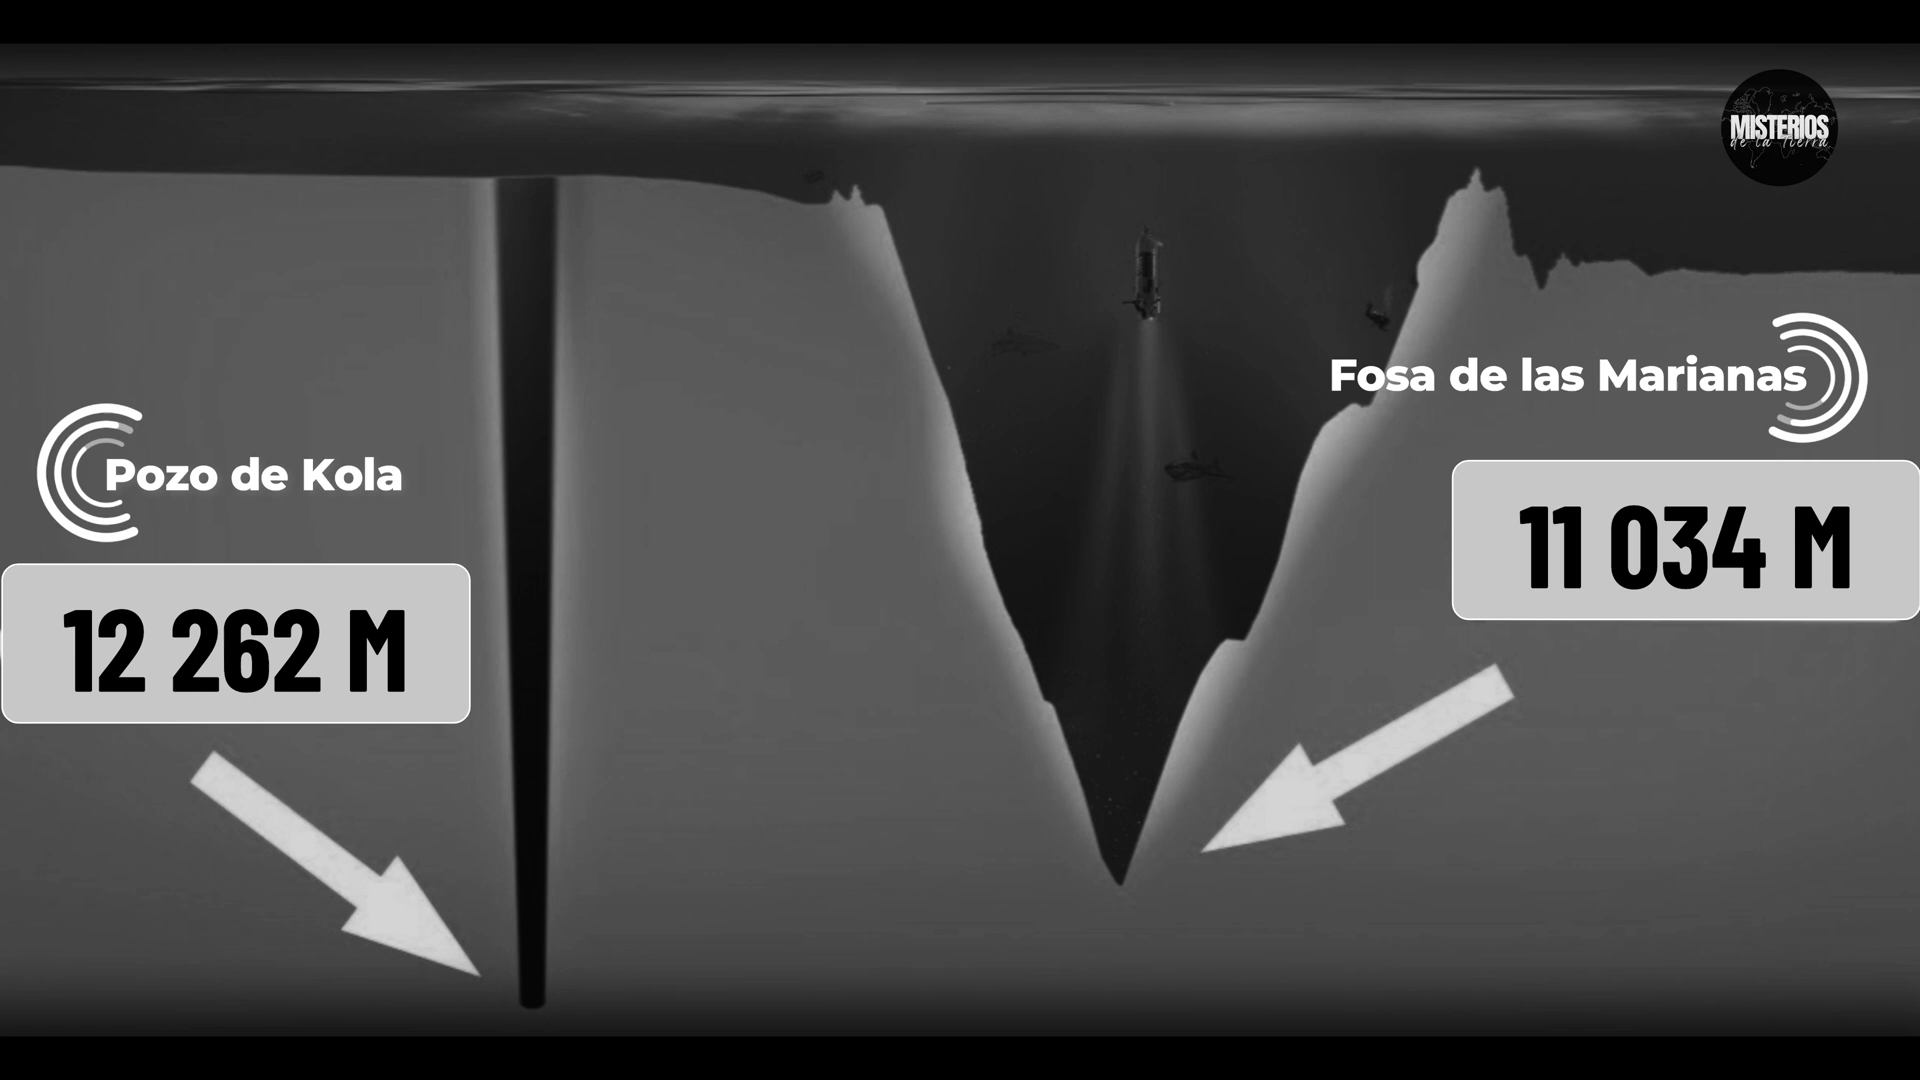 MISTERIOS
de la Tierra
Fosa de las Marianas
11 034 M
Pozo de Kola
12 262 M